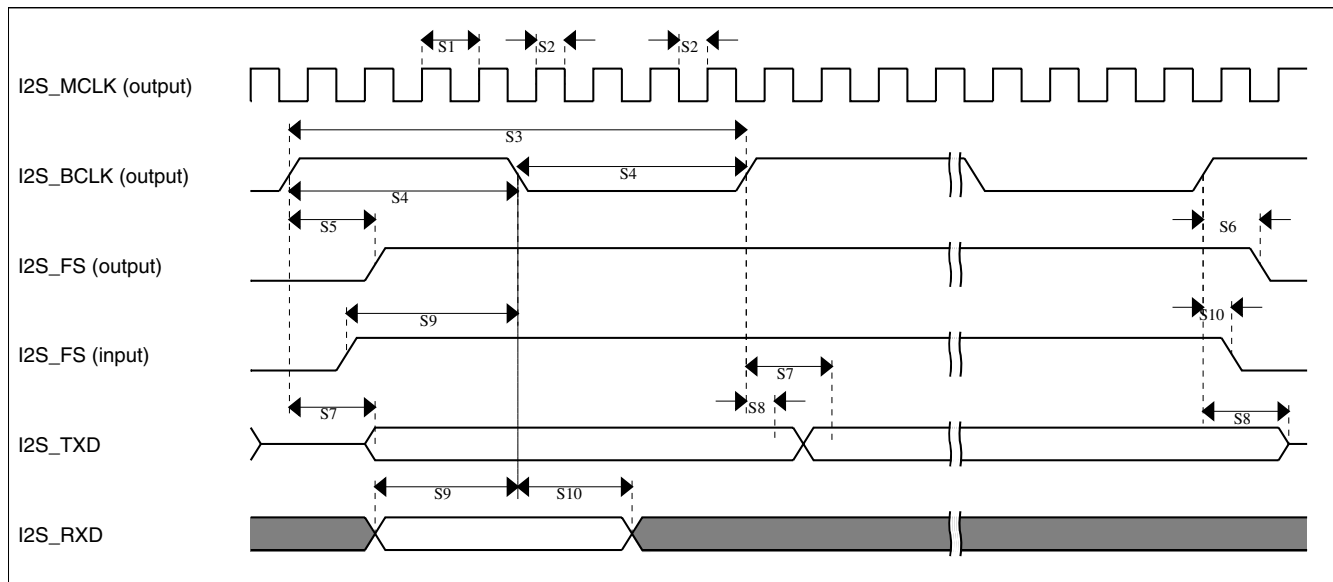 S1
S2
S2
I2S_MCLK (output)
S3
I2S_BCLK (output)
S4
S4
S5
S6
I2S_FS (output)
S9
S10
I2S_FS (input)
S7
S7
S8
S8
I2S_TXD
S9
S10
I2S_RXD